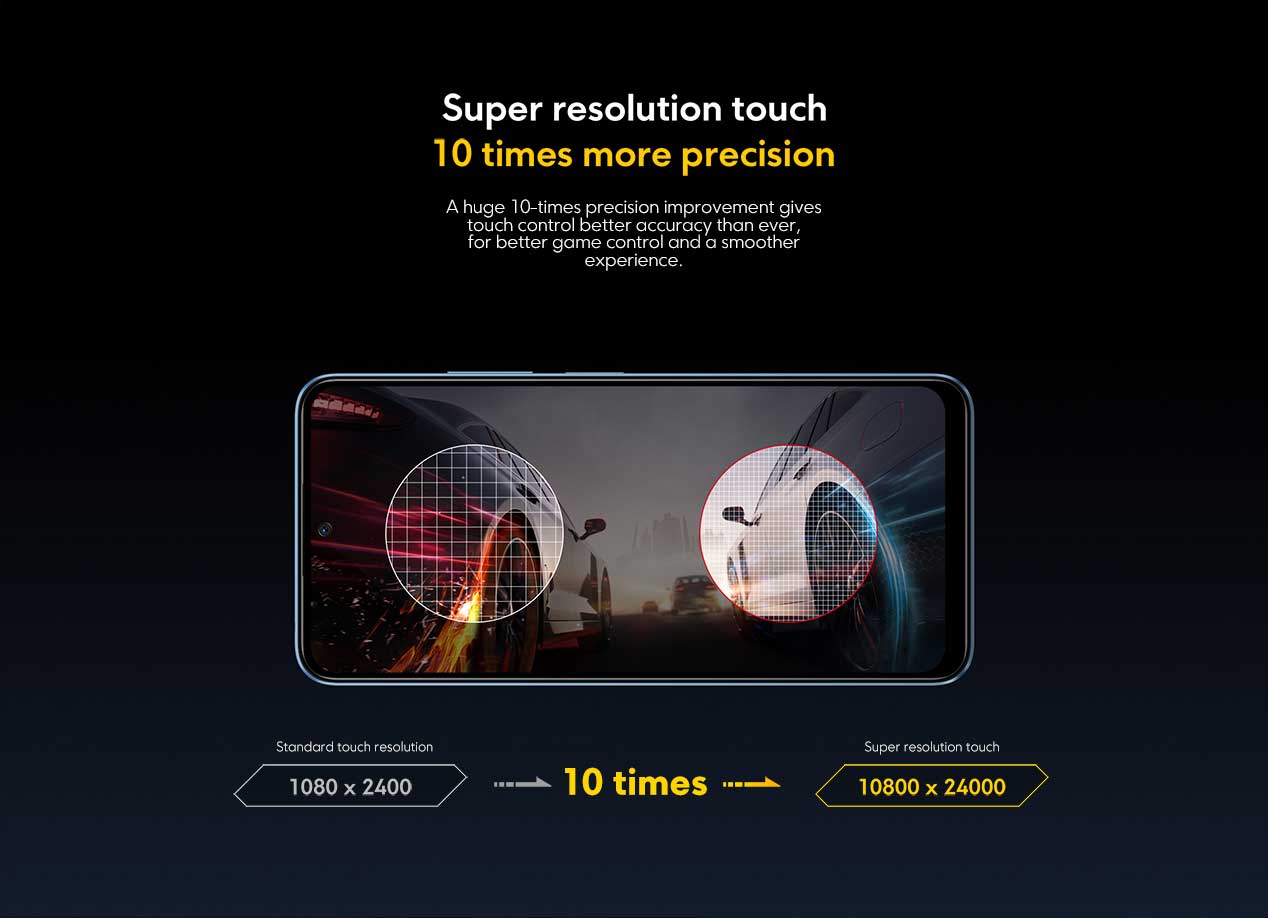 Super resolution touch
10 times more precision
A huge 10-times precision improvement gives
touch control better accuracy than ever,
for better game control and a smoother
experience.
Standard touch resolution
1080 x 2400
10 times
Super resolution touch
10800 x 24000